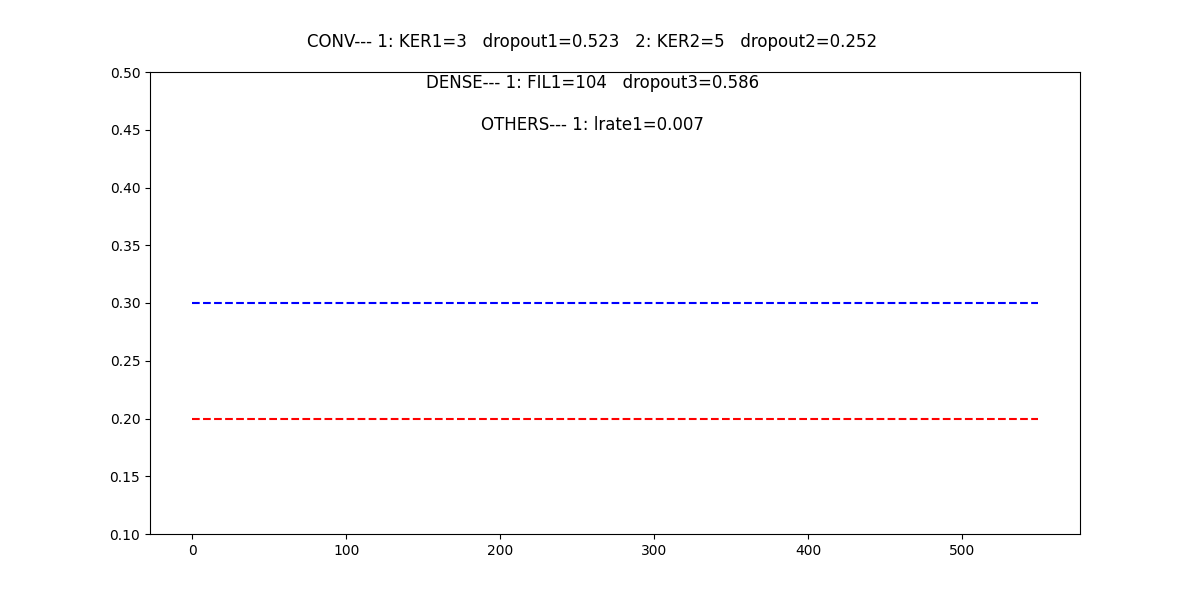 CONV--- 1: KER1=3   dropout1=0.523   2: KER2=5   dropout2=0.252
DENSE--- 1: FIL1=104   dropout3=0.586
OTHERS--- 1: lrate1=0.007
0.50
0.45
0.40
0.35
0.30
0.25
0.20
0.15
0.10
0 100 200 300 400 500